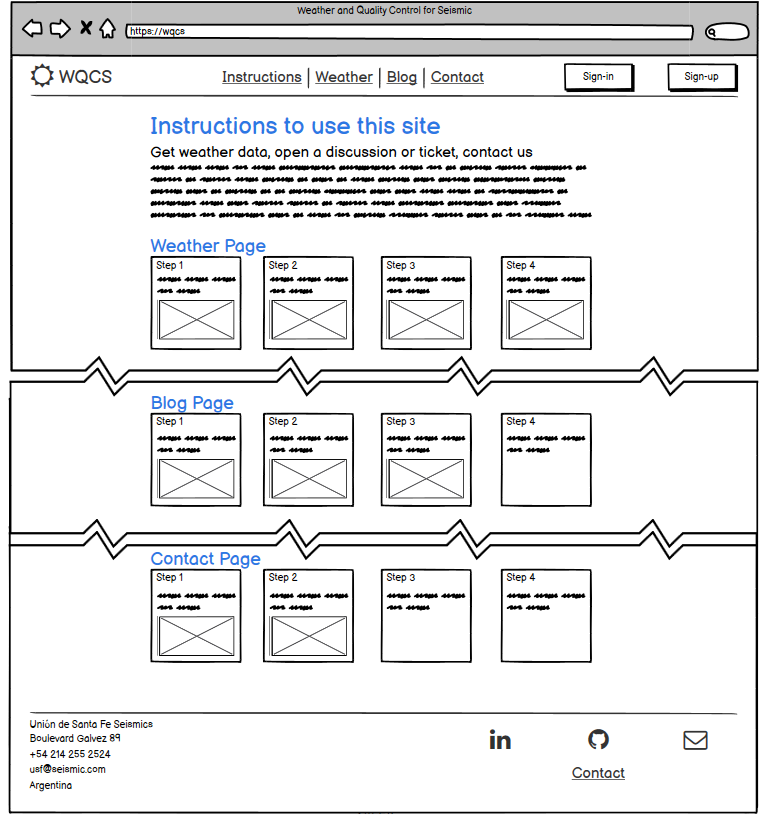 Weather and Quality Control for Seismic
https://wqcs
WQCS
Instructions | Weather | Blog | Contact
Sign-in
Sign-up
Instructions to use this site
Get weather data, open a discussion or ticket, contact us
Weather Page
Step 1
Step 2
Step 3
Step 4
Blog Page
Step 1
Step 2
Step 3
Step 4
Contact Page
Step 1
Step 2
Step 3
Step 4
Unión de Santa Fe Seismics
Boulevard Galvez 89
+54 214 255 2524
usf@seismic.com
Argentina
in
Contact